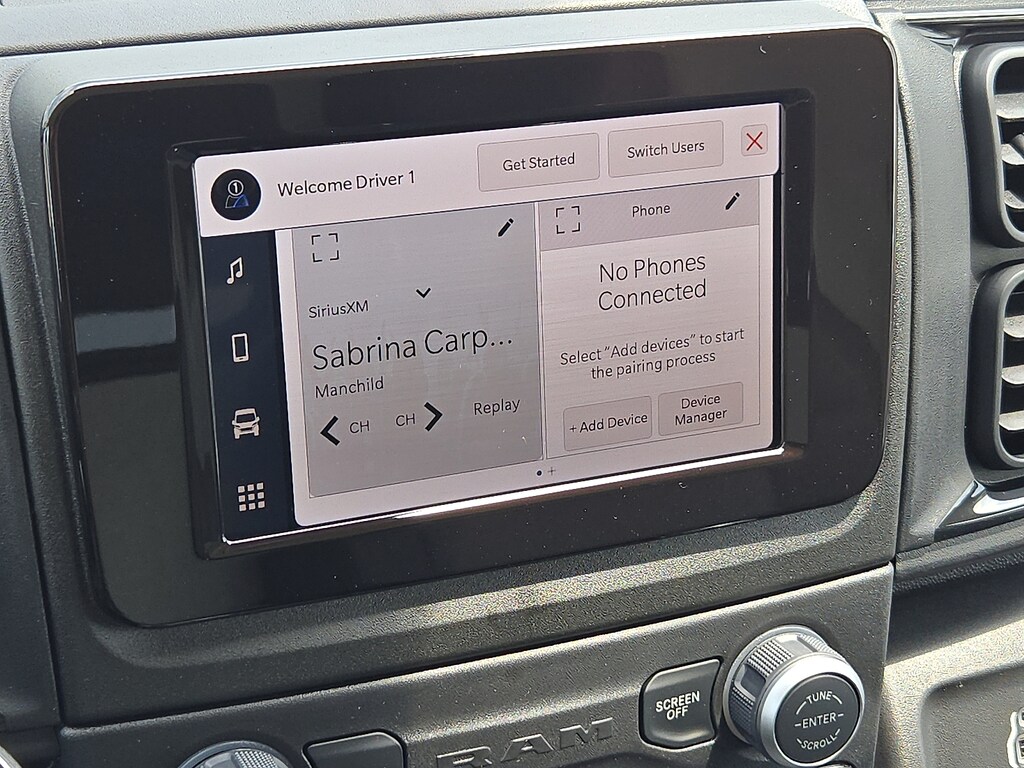 1
Welcome Driver 1
Get Started
Switch Users
SiriusXM
Sabrina Carp...
Manchild
CH
CH
Replay
Phone
No Phones
Connected
Select "Add devices" to start
the pairing process
+ Add Device
Device
Manager
SCREEN
OFF
TUNE
ENTER
SCROLL
RAM